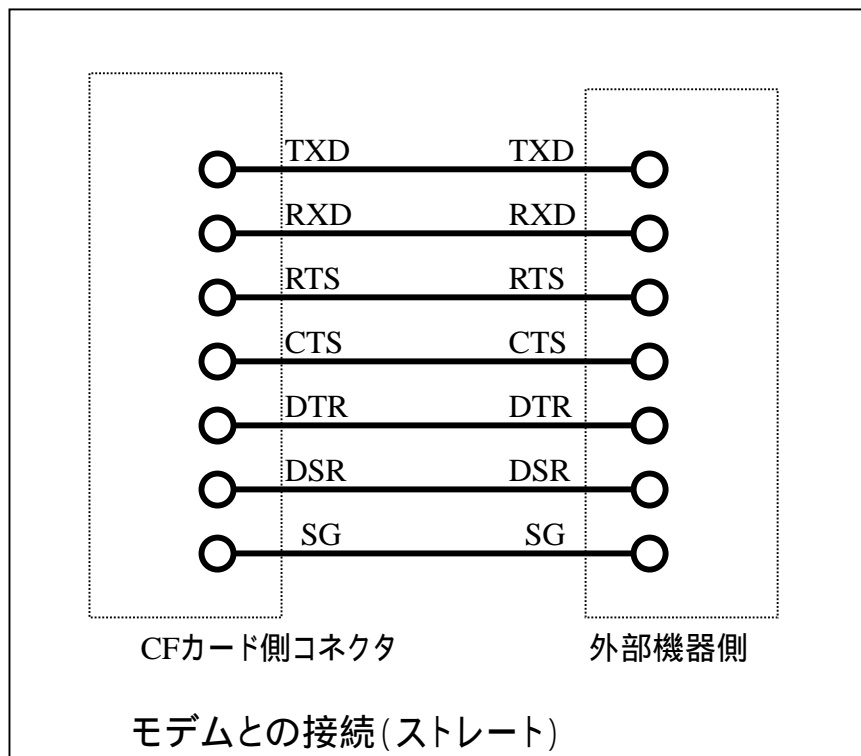 TXD TXD
RXD RXD
RTS RTS
CTS CTS
DTR DTR
DSR DSR
SG SG
CFカード側コネクタ 外部機器側
モデムとの接続(ストレート)